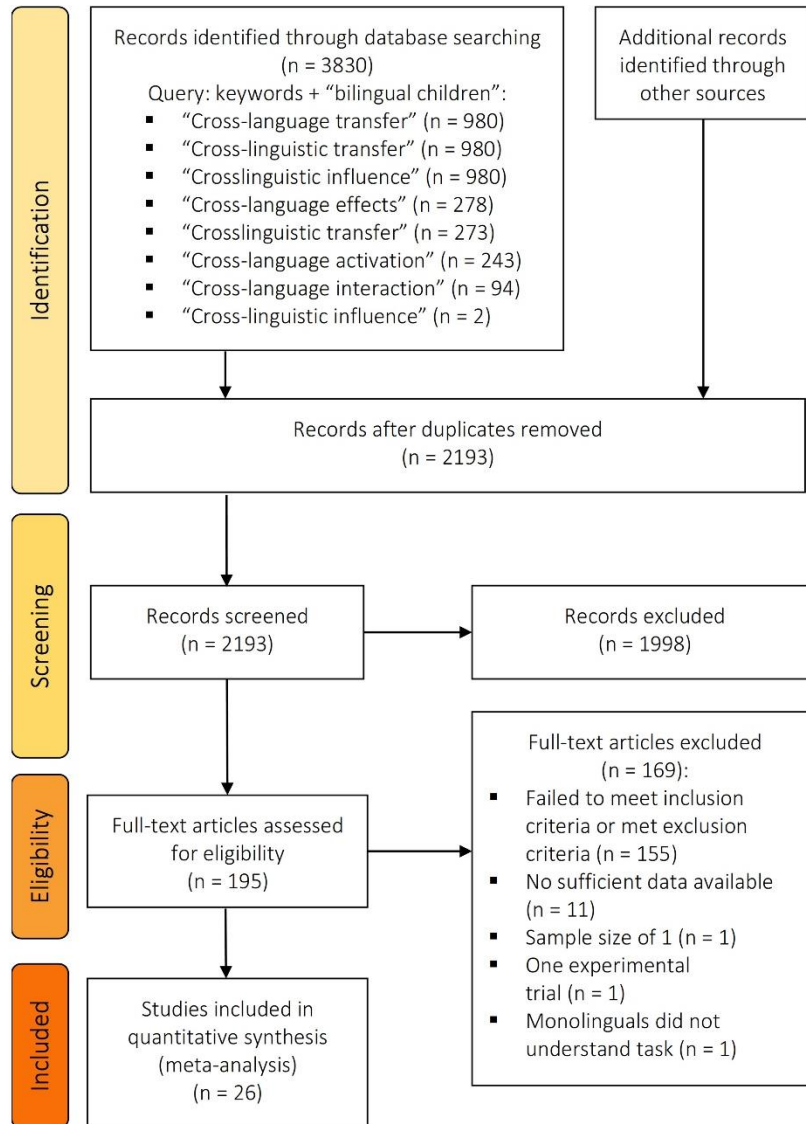 Identification
Records identified through database searching
(n = 3830)
Query: keywords + “bilingual children”:
▪ “Cross-language transfer” (n = 980)
▪ “Cross-linguistic transfer” (n = 980)
▪ “Crosslinguistic influence” (n = 980)
▪ “Cross-language effects” (n = 278)
▪ “Crosslinguistic transfer” (n = 273)
▪ “Cross-language activation” (n = 243)
▪ “Cross-language interaction” (n = 94)
▪ “Cross-linguistic influence” (n = 2)
Additional records
identified through
other sources
Records after duplicates removed
(n = 2193)
Screening
Records screened
(n = 2193)
Records excluded
(n = 1998)
Eligibility
Full-text articles assessed
for eligibility
(n = 195)
Full-text articles excluded
(n = 169):
▪ Failed to meet inclusion
criteria or met exclusion
criteria (n = 155)
▪ No sufficient data available
(n = 11)
▪ Sample size of 1 (n = 1)
▪ One experimental
trial (n = 1)
▪ Monolinguals did not
understand task (n = 1)
Included
Studies included in
quantitative synthesis
(meta-analysis)
(n = 26)